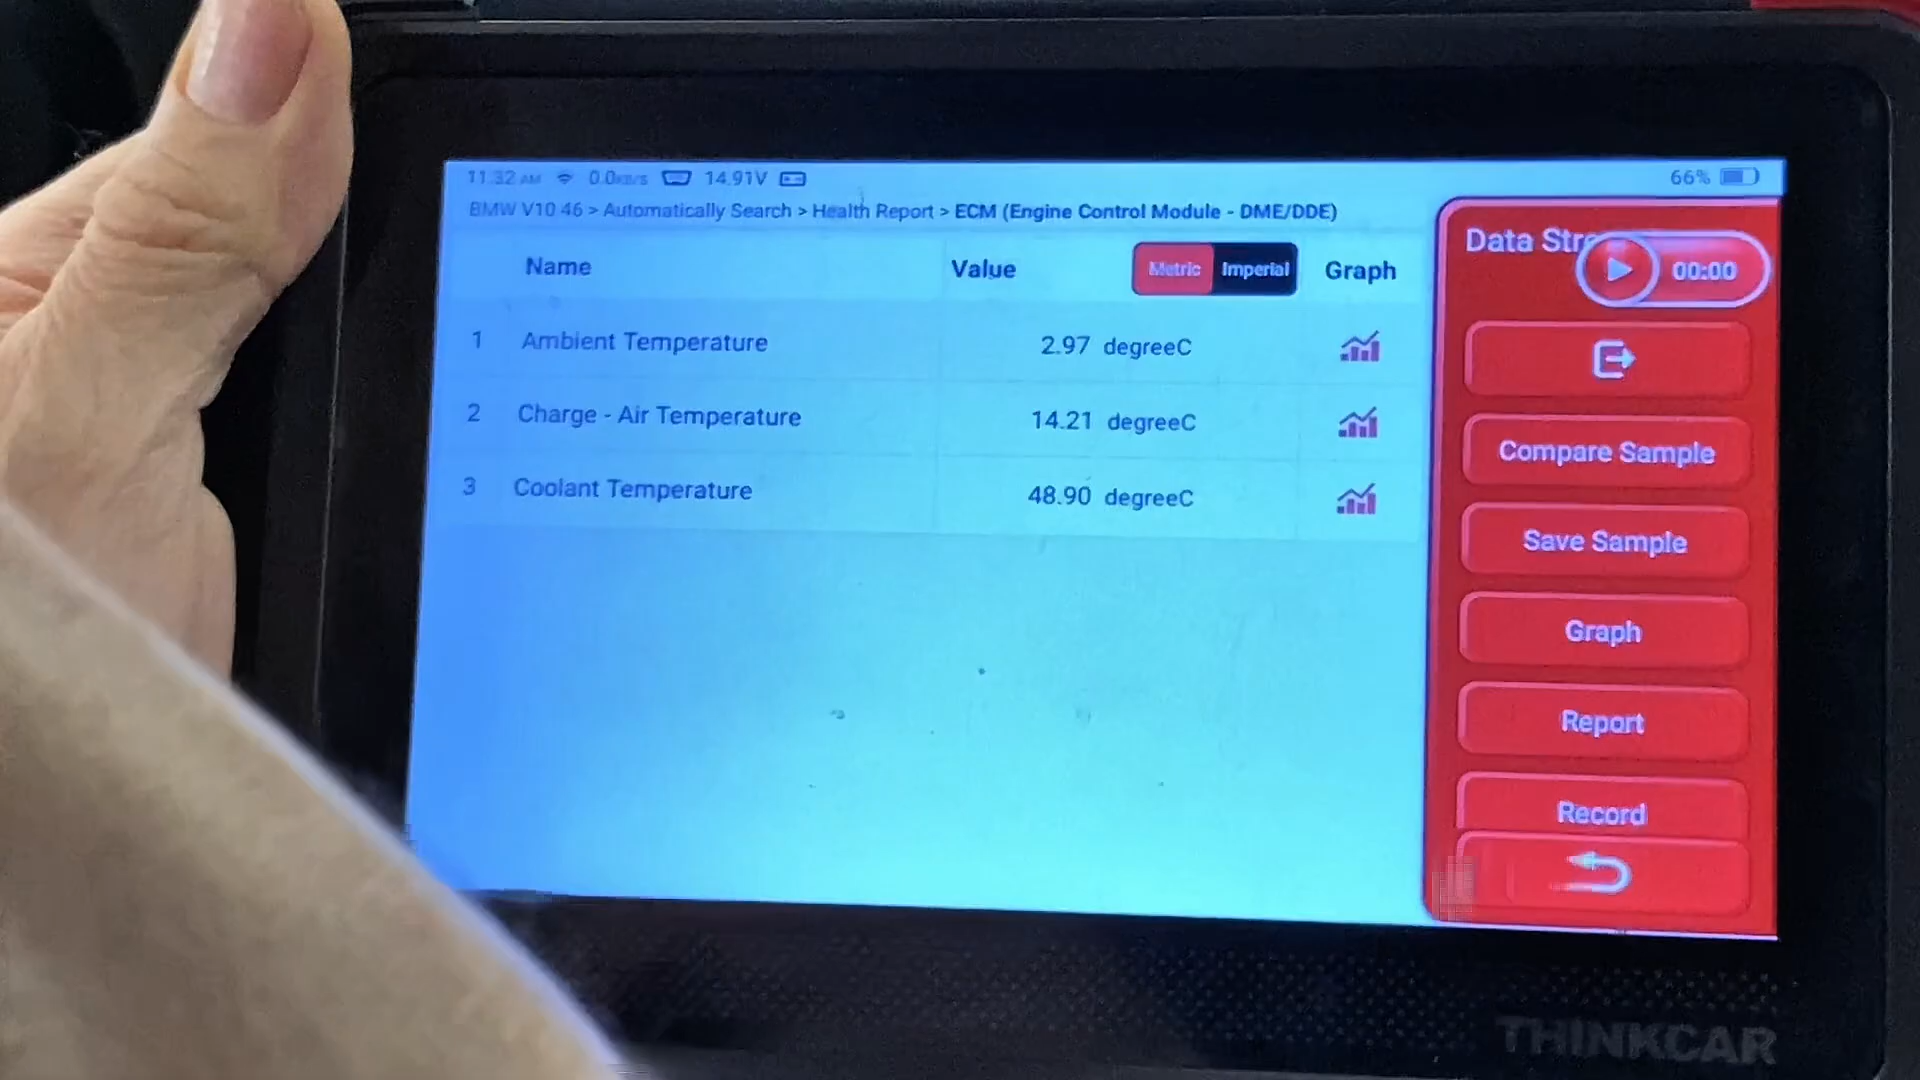 11.32 AM 0.0KB/S 14.91V 66%
BMW V10.46 > Automatically Search > Health Report > ECM (Engine Control Module - DME/DDE)
Name Value Metric Imperial Graph
1 Ambient Temperature 2.97 degreeC
2 Charge - Air Temperature 14.21 degreeC
3 Coolant Temperature 48.90 degreeC
Data Stre
00:00
Compare Sample
Save Sample
Graph
Report
Record
THINKCAR